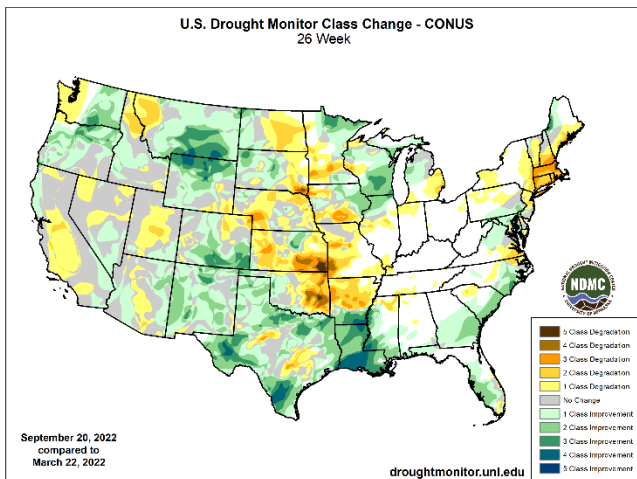 U.S. Drought Monitor Class Change - CONUS
26 Week
NDMC
5 Class Degradation
4 Class Degradation
3 Class Degradation
2 Class Degradation
1 Class Degradation
No Change
1 Class Improvement
2 Class Improvement
3 Class Improvement
4 Class Improvement
5 Class Improvement
September 20, 2022
compared to
March 22, 2022
droughtmonitor.unl.edu